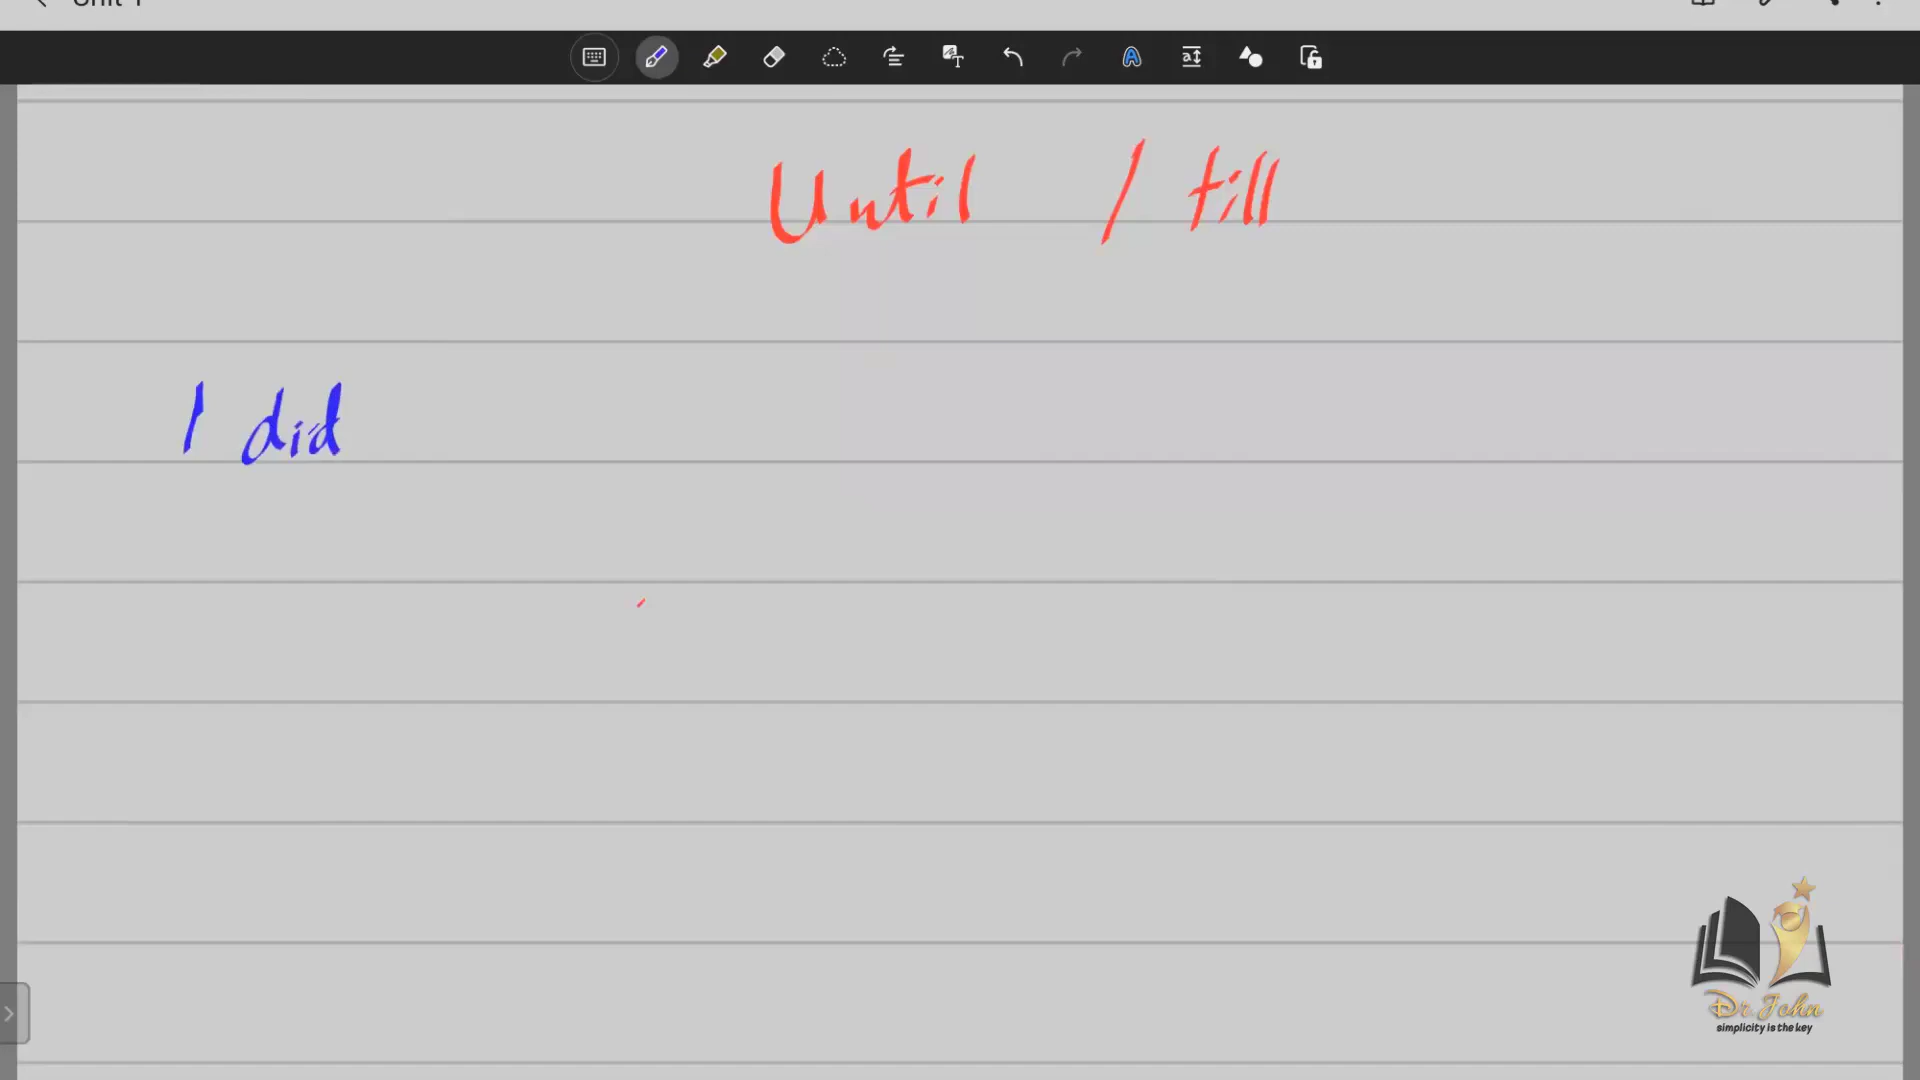 Until / till
I did
Dr. John
simplicity is the key